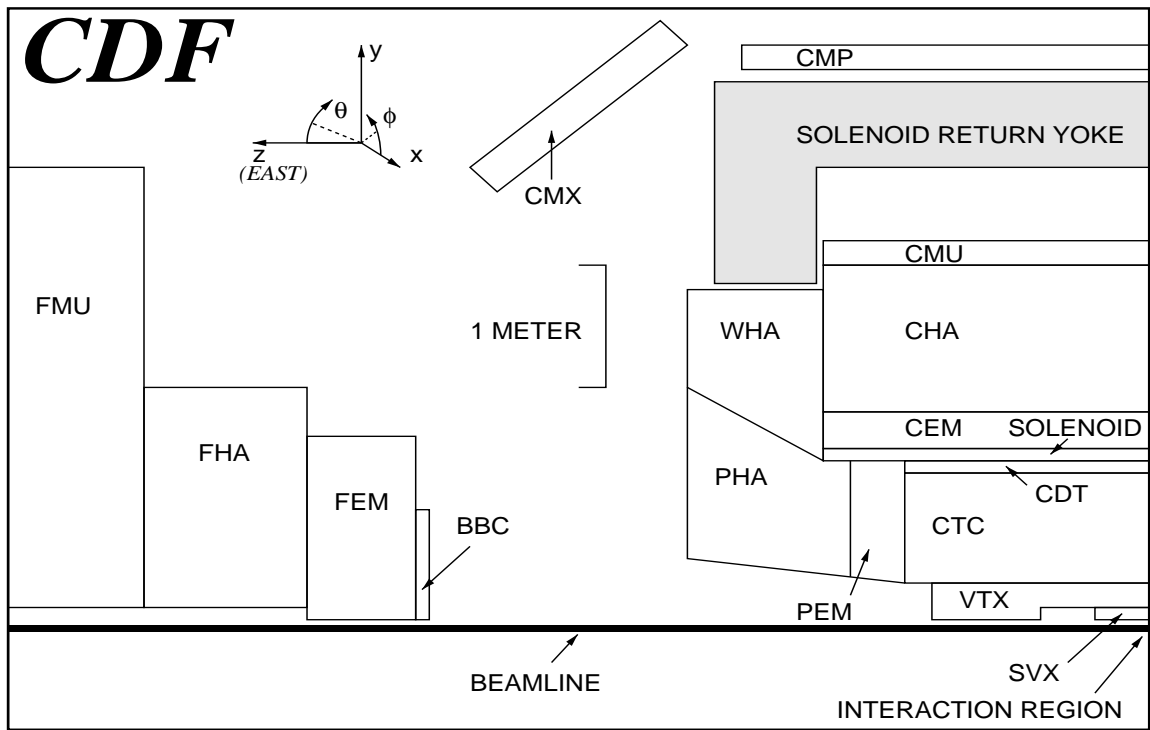 CDF
y
θ
φ
z
x
(EAST)
CMP
SOLENOID RETURN YOKE
CMX
CMU
FMU
1 METER
WHA
CHA
CEM
SOLENOID
FHA
PHA
CDT
FEM
BBC
CTC
PEM
VTX
BEAMLINE
SVX
INTERACTION REGION